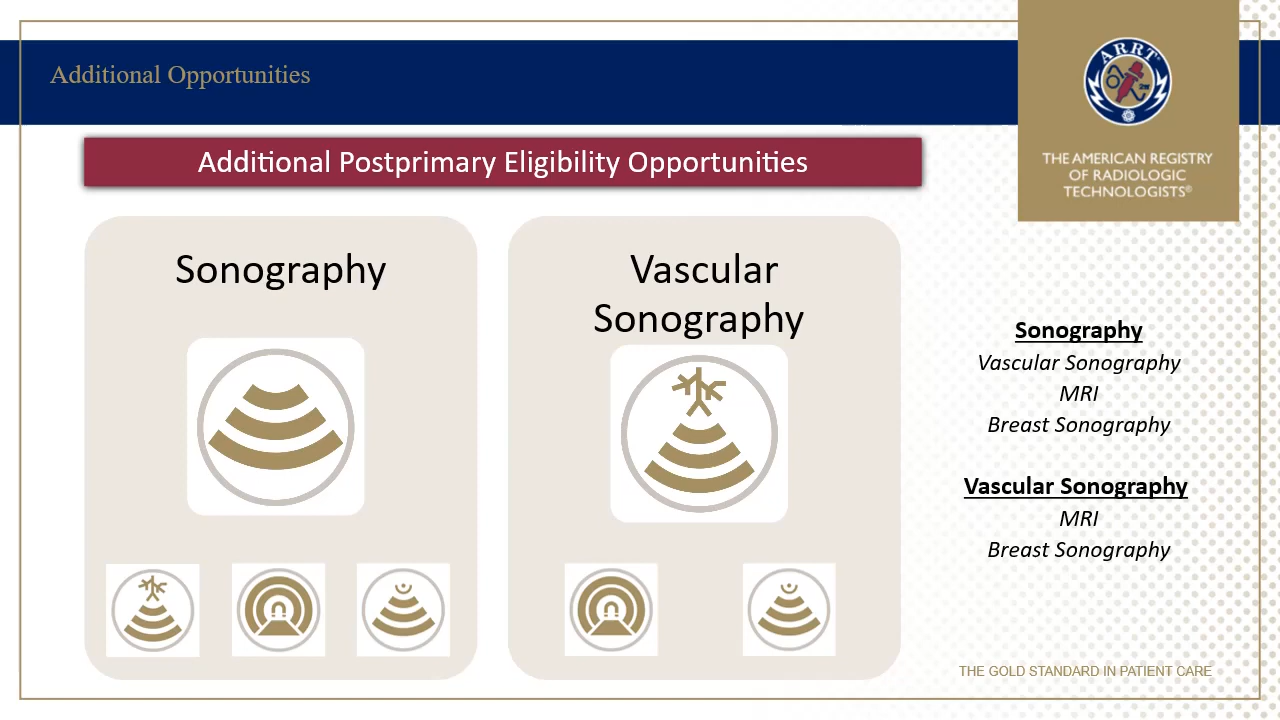 Additional Opportunities
ARRT
THE AMERICAN REGISTRY
OF RADIOLOGIC
TECHNOLOGISTS®
Additional Postprimary Eligibility Opportunities
Sonography
Vascular
Sonography
Sonography
Vascular Sonography
MRI
Breast Sonography
Vascular Sonography
MRI
Breast Sonography
THE GOLD STANDARD IN PATIENT CARE